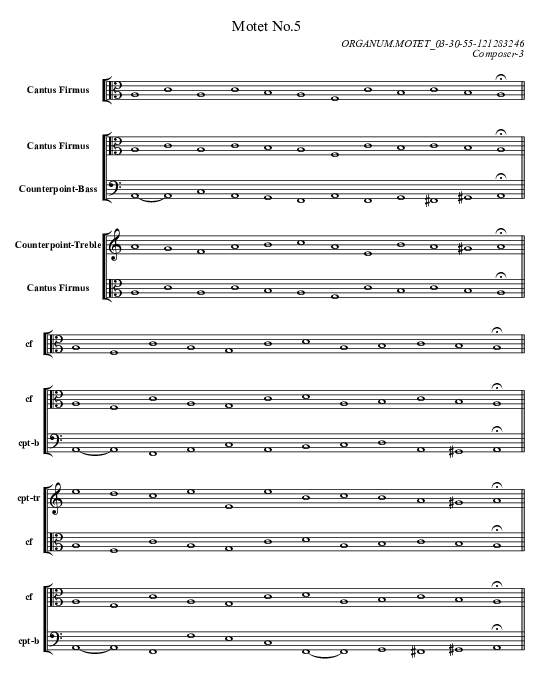 Motet No.5
ORGANUM.MOTET_03-30-55-121283246
Composer-3
Cantus Firmus
Cantus Firmus
Counterpoint-Bass
Counterpoint-Treble
Cantus Firmus
cf
cf
cpt-b
cpt-tr
cf
cf
cpt-b